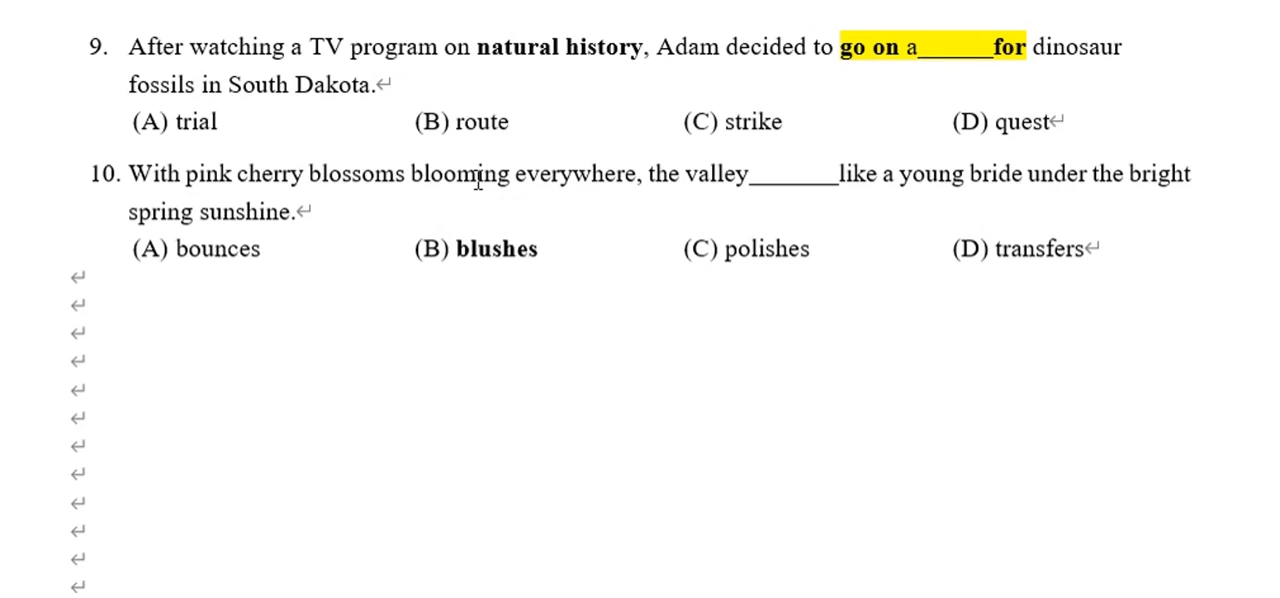 9. After watching a TV program on natural history, Adam decided to go on a______for dinosaur
fossils in South Dakota.↵
(A) trial (B) route (C) strike (D) quest↵
10. With pink cherry blossoms blooming everywhere, the valley_______like a young bride under the bright
spring sunshine.↵
(A) bounces (B) blushes (C) polishes (D) transfers↵